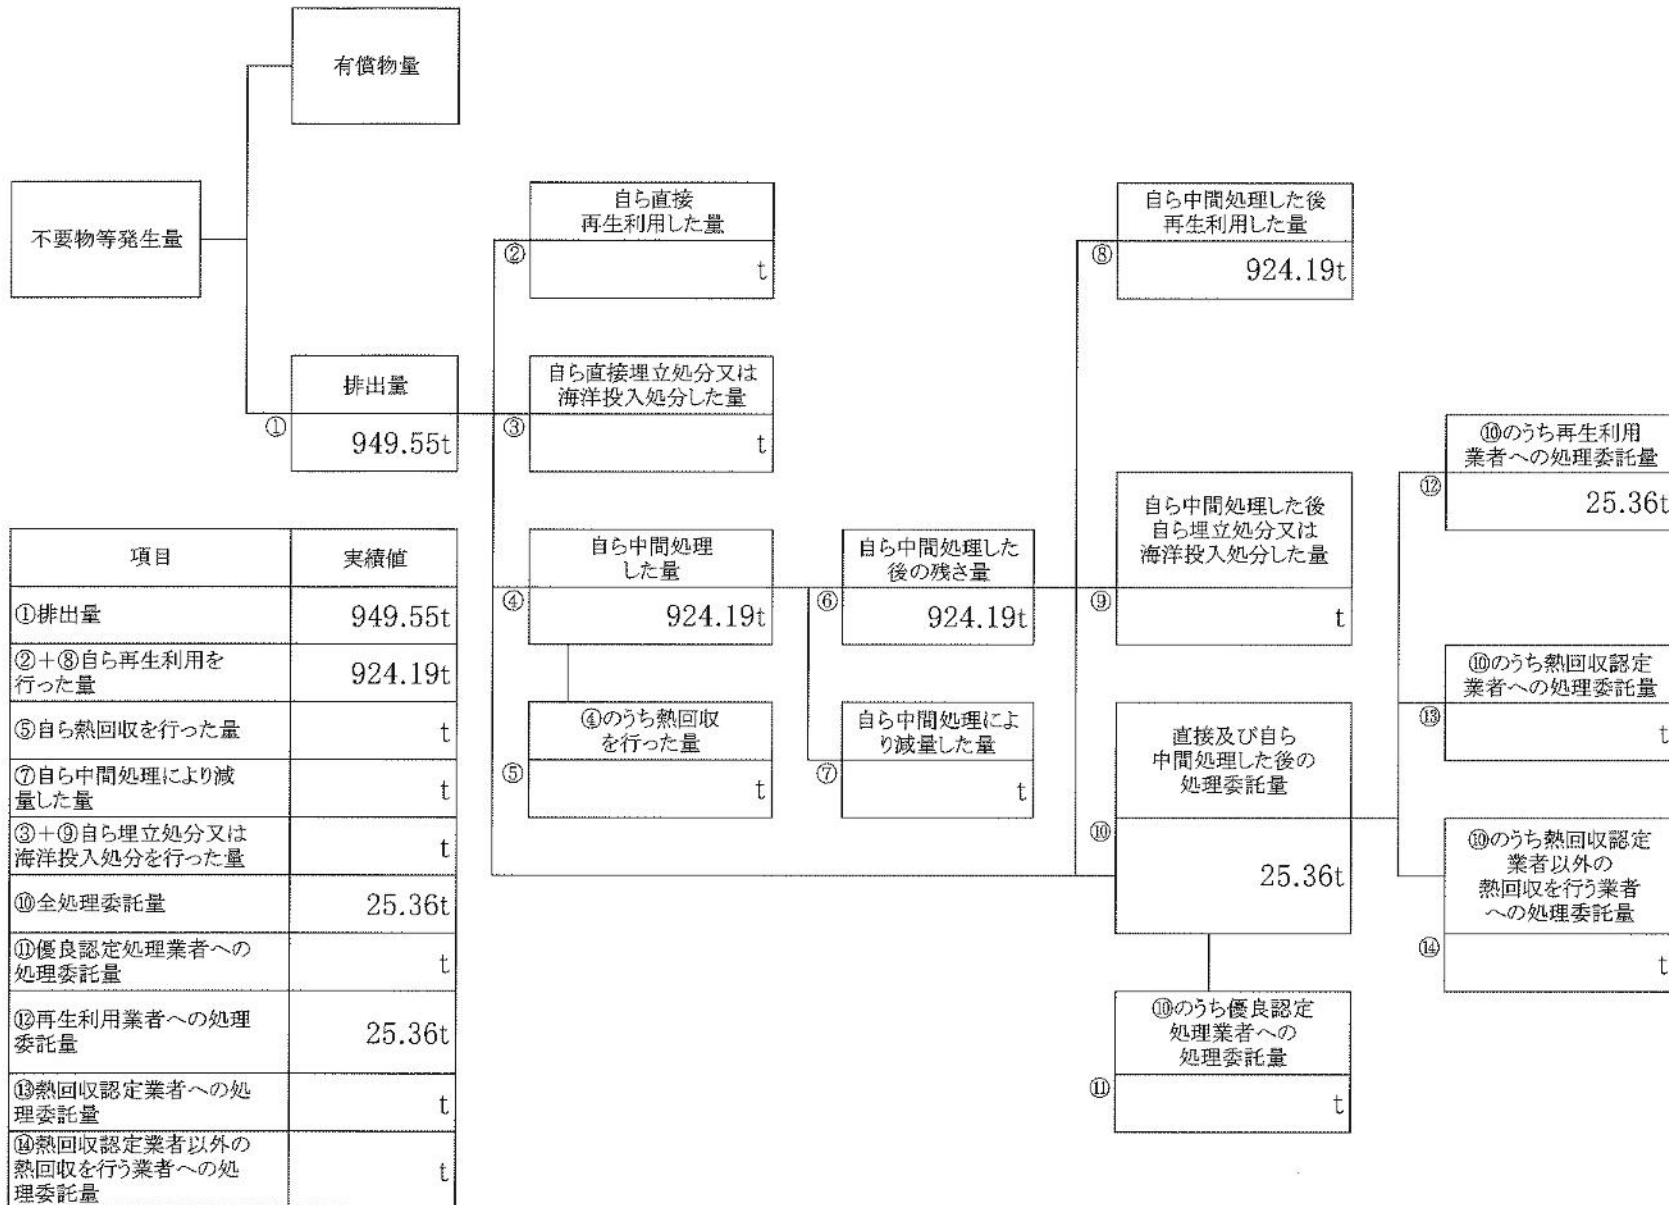 有償物量
不要物等発生量
自ら直接
再生利用した量
②
t
自ら中間処理した後
再生利用した量
⑧
924.19t
排出量
①
949.55t
自ら直接埋立処分又は
海洋投入処分した量
③
t
⑩のうち再生利用
業者への処理委託量
⑫
25.36t
自ら中間処理
した量
④
924.19t
自ら中間処理した
後の残さ量
⑥
924.19t
自ら中間処理した後
自ら埋立処分又は
海洋投入処分した量
⑨
t
⑩のうち熱回収認定
業者への処理委託量
⑬
t
④のうち熱回収
を行った量
⑤
t
自ら中間処理によ
り減量した量
⑦
t
直接及び自ら
中間処理した後の
処理委託量
⑩
25.36t
⑩のうち熱回収認定
業者以外の
熱回収を行う業者
への処理委託量
⑭
t
⑩のうち優良認定
処理業者への
処理委託量
⑪
t
項目 実績値
①排出量 949.55t
②+⑧自ら再生利用を
行った量 924.19t
⑤自ら熱回収を行った量 t
⑦自ら中間処理により減
量した量 t
③+⑨自ら埋立処分又は
海洋投入処分を行った量 t
⑩全処理委託量 25.36t
⑪優良認定処理業者への
処理委託量 t
⑫再生利用業者への処理
委託量 25.36t
⑬熱回収認定業者への処
理委託量 t
⑭熱回収認定業者以外の
熱回収を行う業者への処
理委託量 t